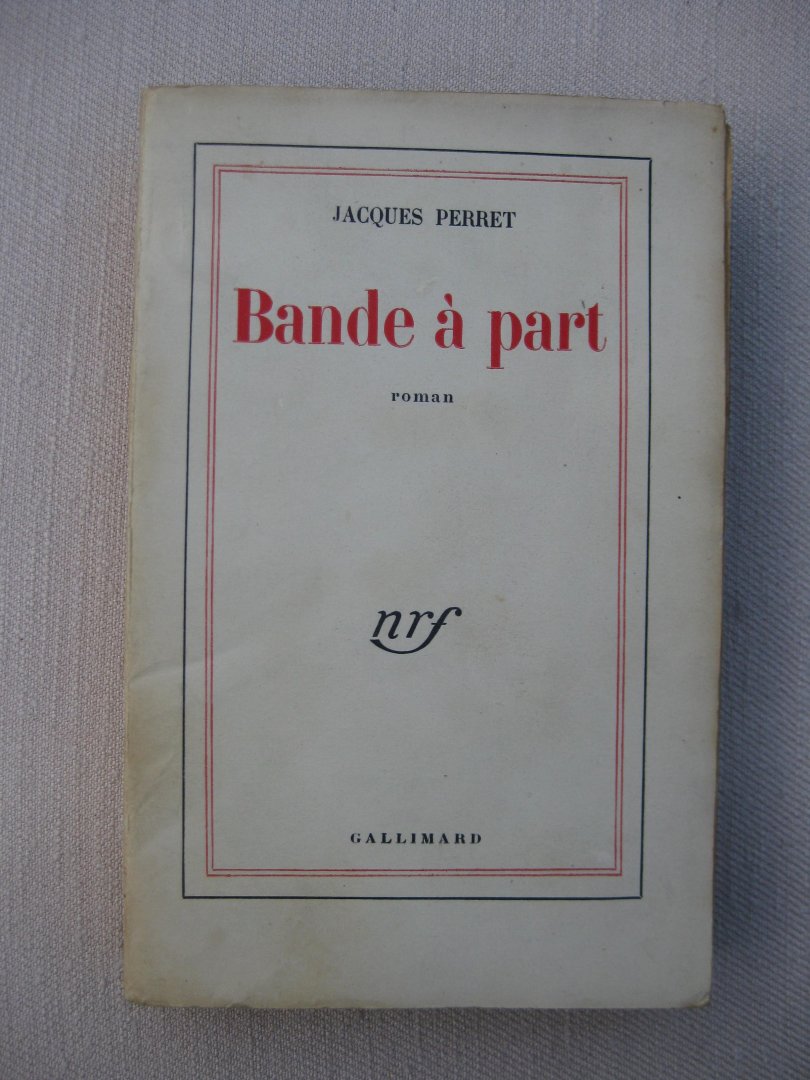 JACQUES PERRET
Bande à part
roman
nrf
GALLIMARD